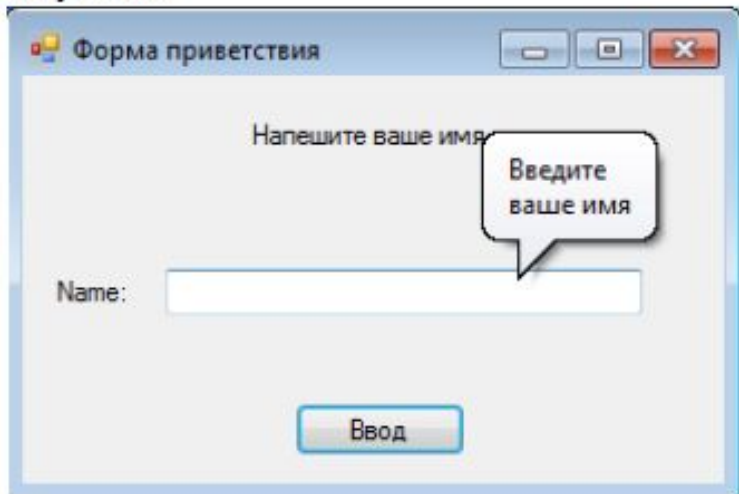 Форма приветствия
Напешите ваше имя
Введите
ваше имя
Name:
Ввод